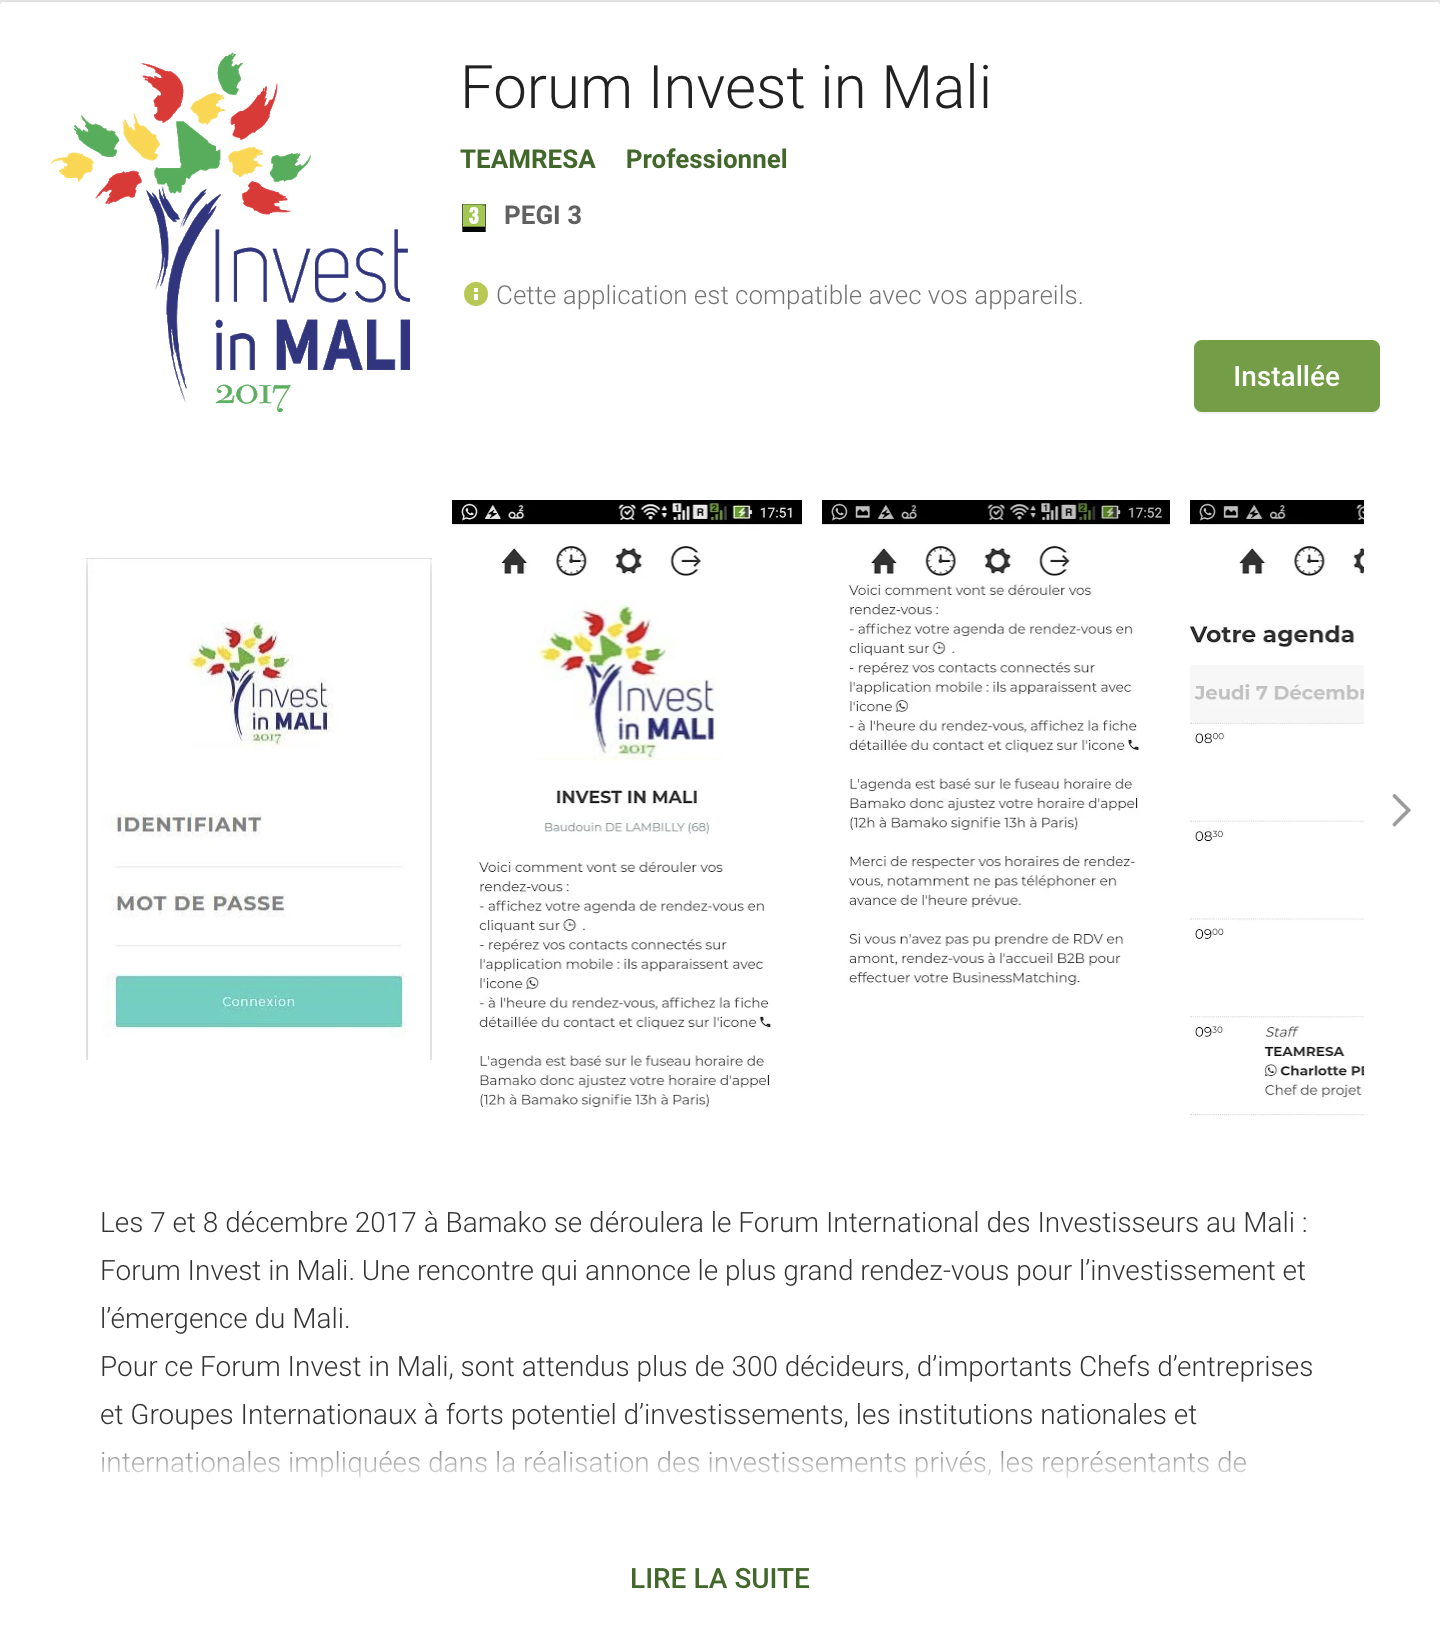 Forum Invest in Mali
TEAMRESA Professionnel
3 PEGI 3
Cette application est compatible avec vos appareils.
Installée
Invest
in MALI
2017
Invest
in MALI
2017
IDENTIFIANT
MOT DE PASSE
Connexion
17:51
Invest
in MALI
2017
INVEST IN MALI
Baudouin DE LAMBILLY (68)
Voici comment vont se dérouler vos
rendez-vous :
- affichez votre agenda de rendez-vous en
cliquant sur .
- repérez vos contacts connectés sur
l'application mobile : ils apparaissent avec
l'icone
- à l'heure du rendez-vous, affichez la fiche
détaillée du contact et cliquez sur l'icone
L'agenda est basé sur le fuseau horaire de
Bamako donc ajustez votre horaire d'appel
(12h à Bamako signifie 13h à Paris)
17:52
Voici comment vont se dérouler vos
rendez-vous :
- affichez votre agenda de rendez-vous en
cliquant sur .
- repérez vos contacts connectés sur
l'application mobile : ils apparaissent avec
l'icone
- à l'heure du rendez-vous, affichez la fiche
détaillée du contact et cliquez sur l'icone
L'agenda est basé sur le fuseau horaire de
Bamako donc ajustez votre horaire d'appel
(12h à Bamako signifie 13h à Paris)
Merci de respecter vos horaires de rendez-
vous, notamment ne pas téléphoner en
avance de l'heure prévue.
Si vous n'avez pas pu prendre de RDV en
amont, rendez-vous à l'accueil B2B pour
effectuer votre BusinessMatching.
Votre agenda
Jeudi 7 Décembr
08⁰⁰
08³⁰
09⁰⁰
09³⁰ Staff
TEAMRESA
Charlotte
Chef de projet
Les 7 et 8 décembre 2017 à Bamako se déroulera le Forum International des Investisseurs au Mali :
Forum Invest in Mali. Une rencontre qui annonce le plus grand rendez-vous pour l’investissement et
l’émergence du Mali.
Pour ce Forum Invest in Mali, sont attendus plus de 300 décideurs, d’importants Chefs d’entreprises
et Groupes Internationaux à forts potentiel d’investissements, les institutions nationales et
internationales impliquées dans la réalisation des investissements privés, les représentants de
LIRE LA SUITE